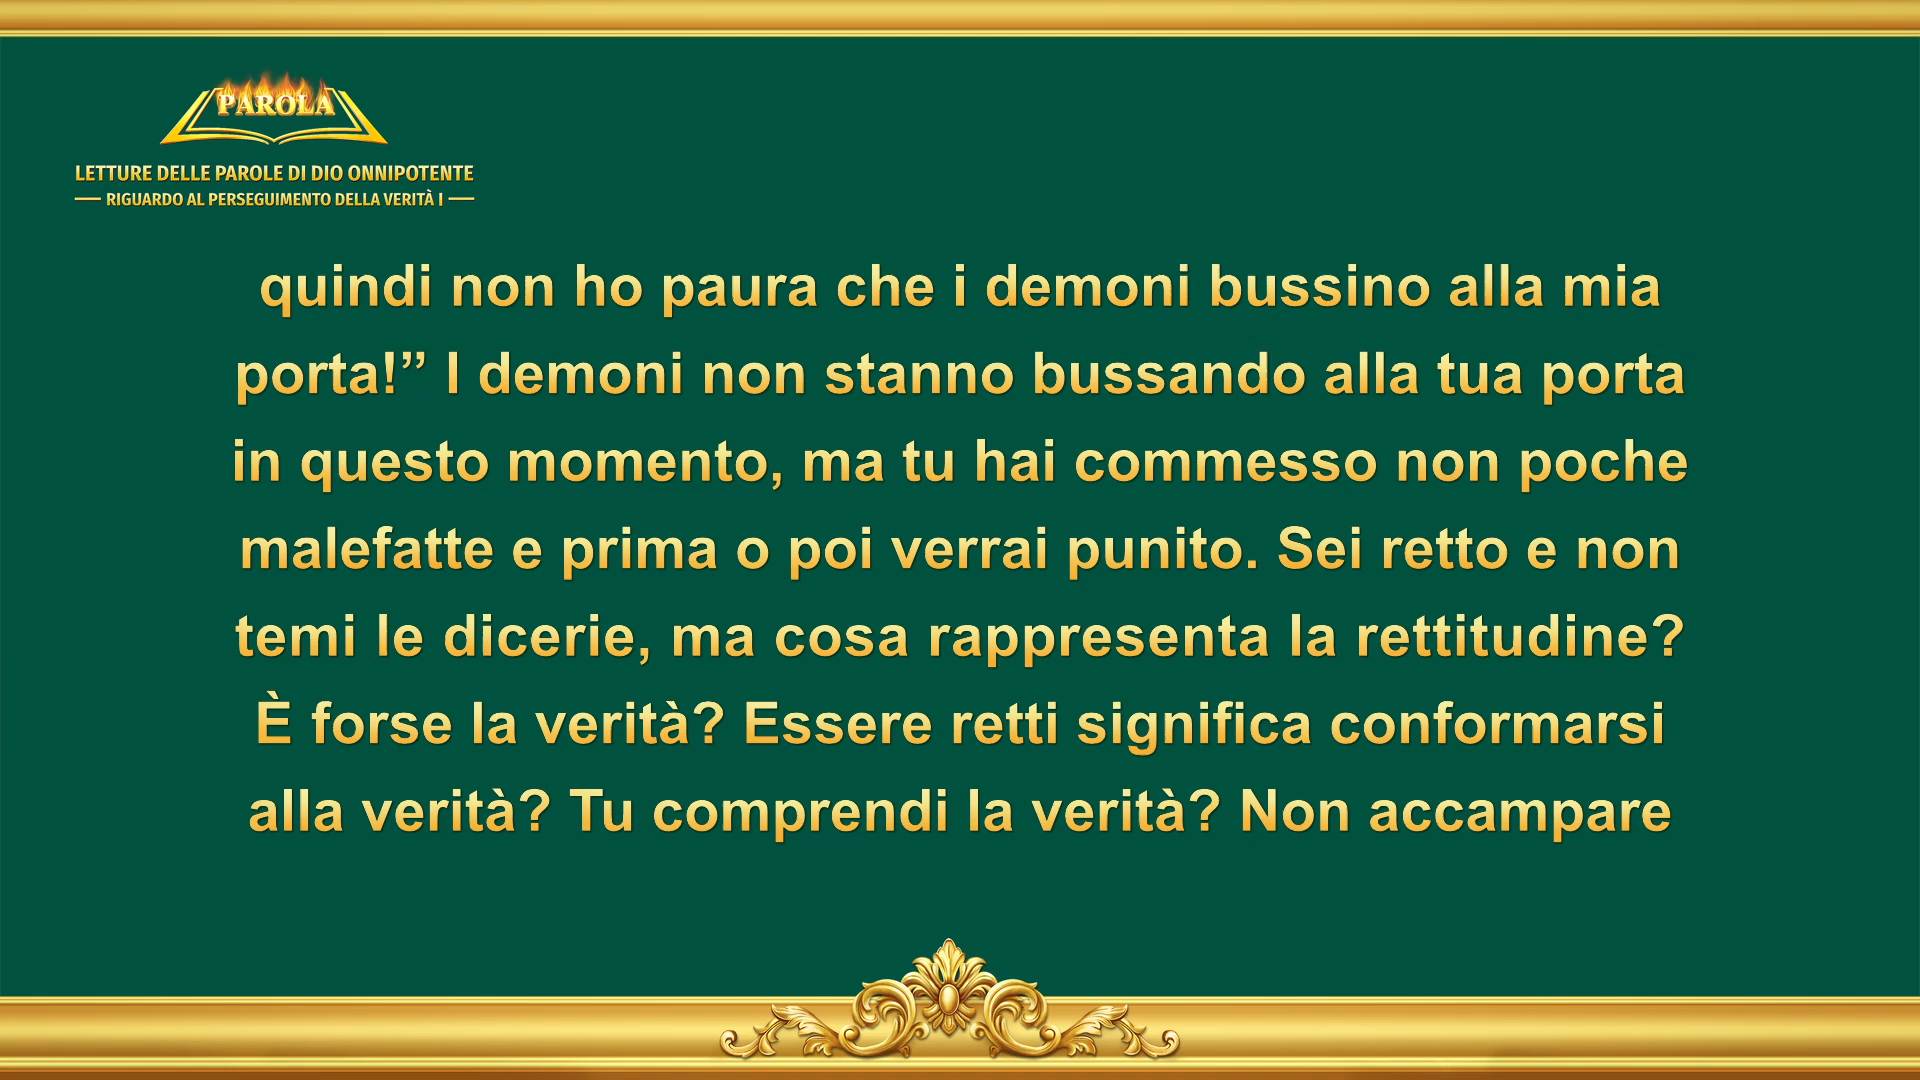 PAROLA
LETTURE DELLE PAROLE DI DIO ONNIPOTENTE
RIGUARDO AL PERSEGUIMENTO DELLA VERITÀ I
quindi non ho paura che i demoni bussino alla mia
porta!” I demoni non stanno bussando alla tua porta
in questo momento, ma tu hai commesso non poche
malefatte e prima o poi verrai punito. Sei retto e non
temi le dicerie, ma cosa rappresenta la rettitudine?
È forse la verità? Essere retti significa conformarsi
alla verità? Tu comprendi la verità? Non accampare